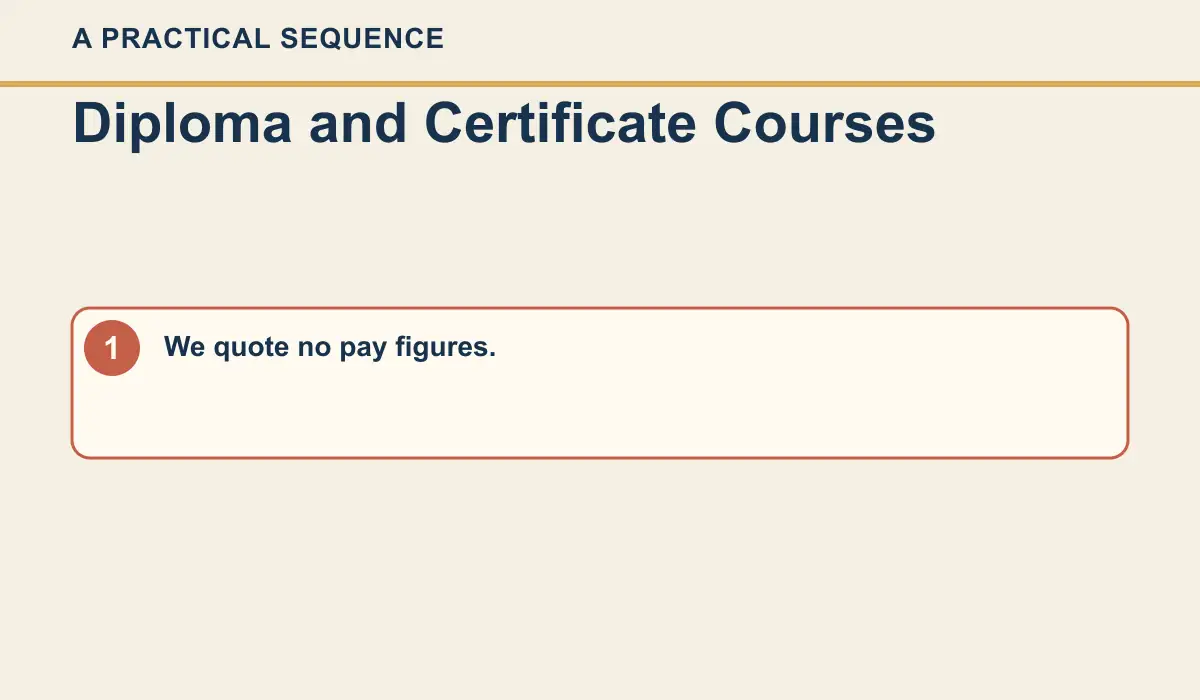 A PRACTICAL SEQUENCE
Diploma and Certificate Courses
1 We quote no pay figures.